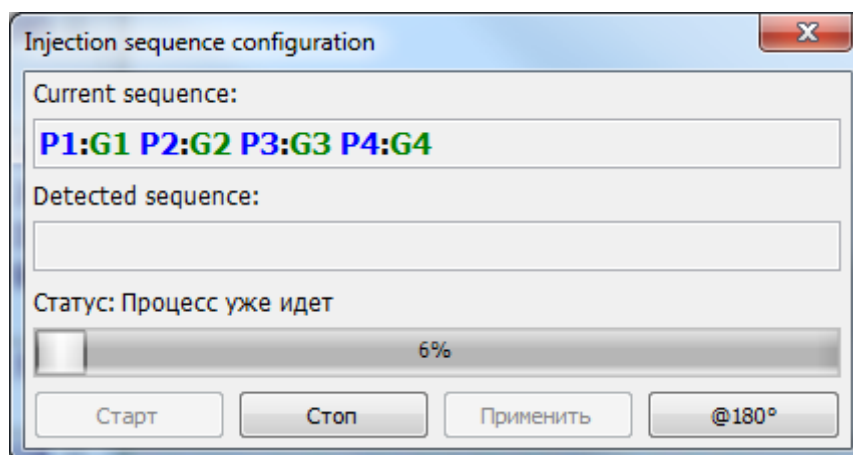 Injection sequence configuration
Current sequence:
P1:G1 P2:G2 P3:G3 P4:G4
Detected sequence:
Статус: Процесс уже идет
6%
Старт Стоп Применить @180°